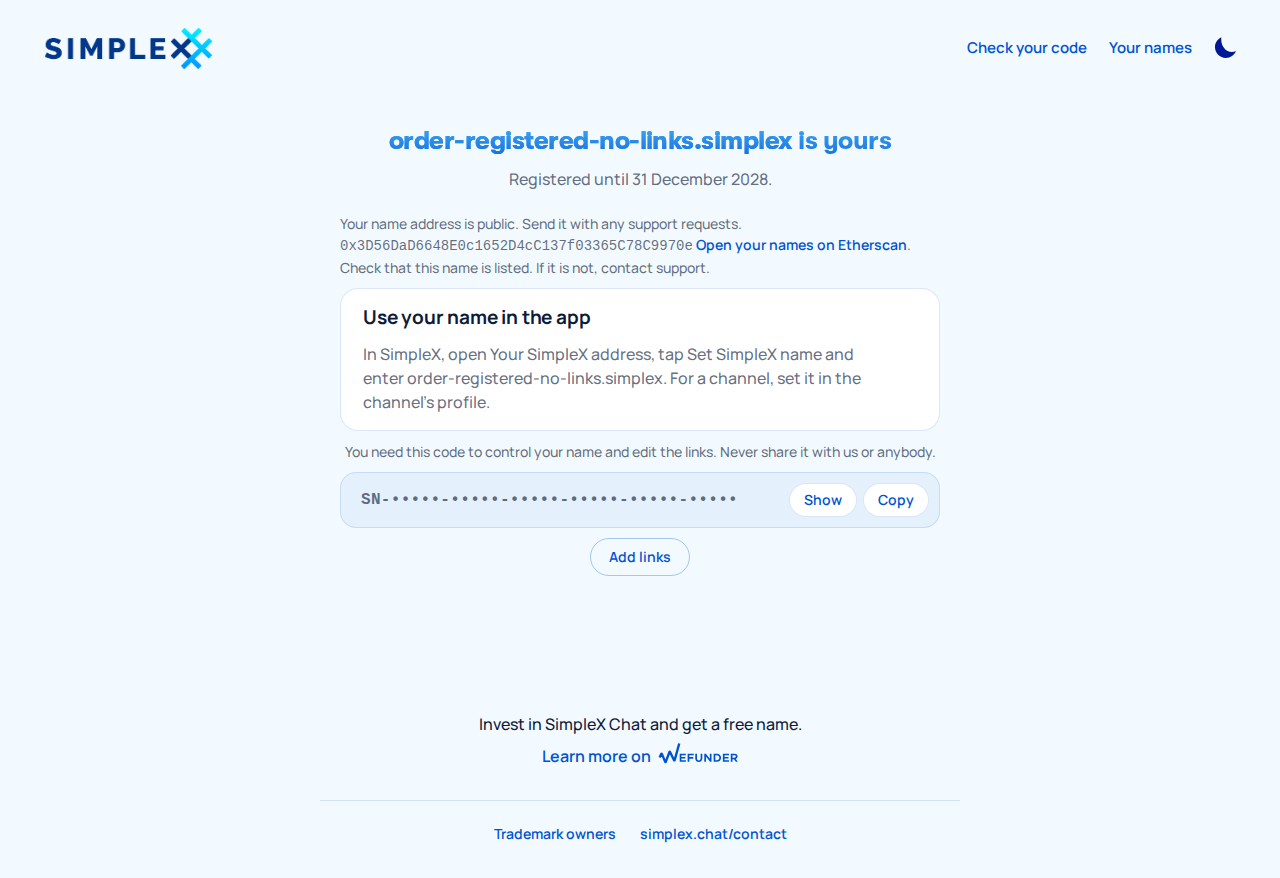 SIMPLEX
Check your code
Your names
order-registered-no-links.simplex is yours
Registered until 31 December 2028.
Your name address is public. Send it with any support requests.
0x3D56DaD6648E0c1652D4cC137f03365C78C9970e Open your names on Etherscan.
Check that this name is listed. If it is not, contact support.
Use your name in the app
In SimpleX, open Your SimpleX address, tap Set SimpleX name and
enter order-registered-no-links.simplex. For a channel, set it in the
channel's profile.
You need this code to control your name and edit the links. Never share it with us or anybody.
SN-•••••-•••••-•••••-•••••-•••••-•••••
Show
Copy
Add links
Invest in SimpleX Chat and get a free name.
Learn more on WEFUNDER
Trademark owners
simplex.chat/contact